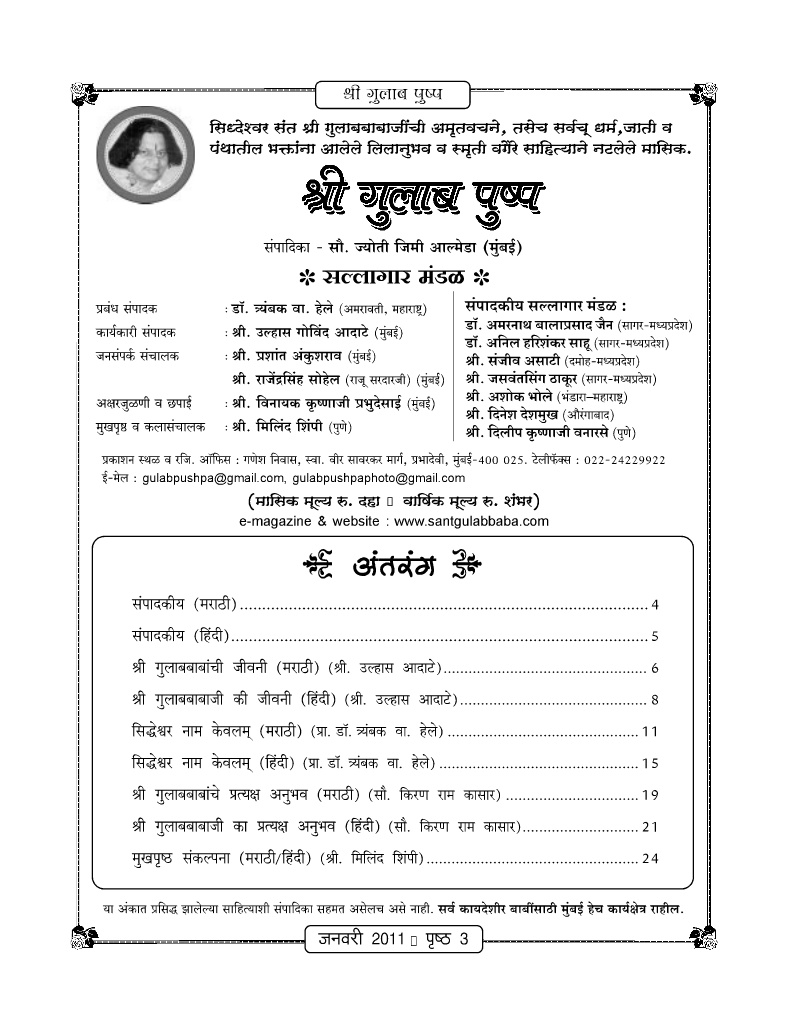 श्री गुलाब पुष्प
सिध्देश्वर संत श्री गुलाबबाबाजींची अमृतवचने, तसेच सर्वच् धर्म,जाती व
पंथातील भक्तांना आलेले लिलानुभव व स्मृती वगैरे साहित्याने नटलेले मासिक.
श्री गुलाब पुष्प
संपादिका - सौ. ज्योती जिमी आल्मेडा (मुंबई)
सल्लागार मंडळ
प्रबंध संपादक : डॉ. त्र्यंबक वा. हेले (अमरावती, महाराष्ट्र)
कार्यकारी संपादक : श्री. उल्हास गोविंद आदाटे (मुंबई)
जनसंपर्क संचालक : श्री. प्रशांत अंकुशराव (मुंबई)
श्री. राजेंद्रसिंह सोहेल (राजू सरदारजी) (मुंबई)
अक्षरजुळणी व छपाई : श्री. विनायक कृष्णाजी प्रभुदेसाई (मुंबई)
मुखपृष्ठ व कलासंचालक : श्री. मिलिंद शिंपी (पुणे)
संपादकीय सल्लागार मंडळ :
डॉ. अमरनाथ बालाप्रसाद जैन (सागर-मध्यप्रदेश)
डॉ. अनिल हरिशंकर साहू (सागर-मध्यप्रदेश)
श्री. संजीव असाटी (दमोह-मध्यप्रदेश)
श्री. जसवंतसिंग ठाकूर (सागर-मध्यप्रदेश)
श्री. अशोक भोले (भंडारा-महाराष्ट्र)
श्री. दिनेश देशमुख (औरंगाबाद)
श्री. दिलीप कृष्णाजी वनारसे (पुणे)
प्रकाशन स्थळ व रजि. ऑफिस : गणेश निवास, स्वा. वीर सावरकर मार्ग, प्रभादेवी, मुंबई-400 025. टेलीफॅक्स : 022-24229922
ई-मेल : gulabpushpa@gmail.com, gulabpushpaphoto@gmail.com
(मासिक मूल्य रु. दहा वार्षिक मूल्य रु. शंभर)
e-magazine & website : www.santgulabbaba.com
अंतरंग
संपादकीय (मराठी) 4
संपादकीय (हिंदी) 5
श्री गुलाबबाबांची जीवनी (मराठी) (श्री. उल्हास आदाटे) 6
श्री गुलाबबाबाजी की जीवनी (हिंदी) (श्री. उल्हास आदाटे) 8
सिद्धेश्वर नाम केवलम् (मराठी) (प्रा. डॉ. त्र्यंबक वा. हेले) 11
सिद्धेश्वर नाम केवलम् (हिंदी) (प्रा. डॉ. त्र्यंबक वा. हेले) 15
श्री गुलाबबाबांचे प्रत्यक्ष अनुभव (मराठी) (सौ. किरण राम कासार) 19
श्री गुलाबबाबाजी का प्रत्यक्ष अनुभव (हिंदी) (सौ. किरण राम कासार) 21
मुखपृष्ठ संकल्पना (मराठी/हिंदी) (श्री. मिलिंद शिंपी) 24
या अंकात प्रसिद्ध झालेल्या साहित्याशी संपादिका सहमत असेलच असे नाही. सर्व कायदेशीर बाबींसाठी मुंबई हेच कार्यक्षेत्र राहील.
जनवरी 2011 पृष्ठ 3